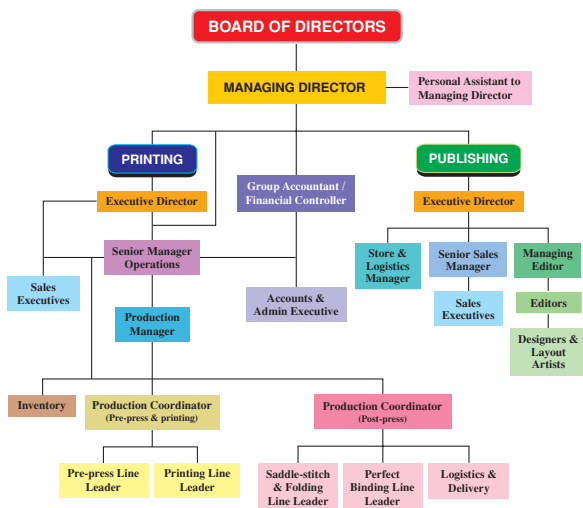 BOARD OF DIRECTORS
MANAGING DIRECTOR
Personal Assistant to
Managing Director
PRINTING
PUBLISHING
Executive Director
Group Accountant /
Financial Controller
Executive Director
Senior Manager
Operations
Store &
Logistics
Manager
Senior Sales
Manager
Managing
Editor
Sales
Executives
Accounts &
Admin Executive
Sales
Executives
Editors
Production
Manager
Designers &
Layout
Artists
Inventory
Production Coordinator
(Pre-press & printing)
Production Coordinator
(Post-press)
Pre-press Line
Leader
Printing Line
Leader
Saddle-stitch
& Folding
Line Leader
Perfect
Binding Line
Leader
Logistics &
Delivery